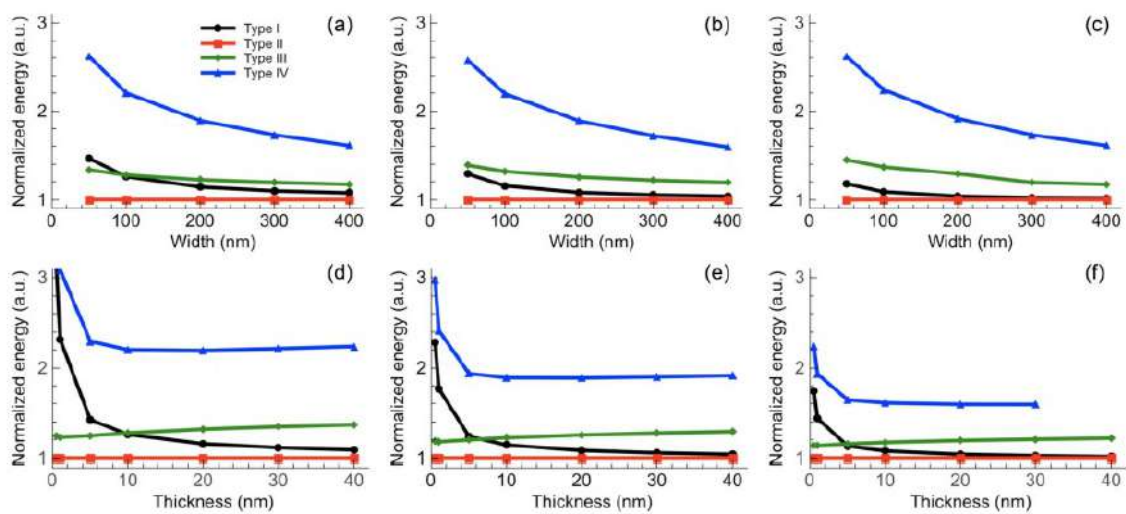 Normalized energy (a.u.)
3
2
1
Type I
Type II
Type III
Type IV
(a)
0 100 200 300 400
Width (nm)
Normalized energy (a.u.)
3
2
1
(b)
0 100 200 300 400
Width (nm)
Normalized energy (a.u.)
3
2
1
(c)
0 100 200 300 400
Width (nm)
Normalized energy (a.u.)
3
2
1
(d)
0 10 20 30 40
Thickness (nm)
Normalized energy (a.u.)
3
2
1
(e)
0 10 20 30 40
Thickness (nm)
Normalized energy (a.u.)
3
2
1
(f)
0 10 20 30 40
Thickness (nm)